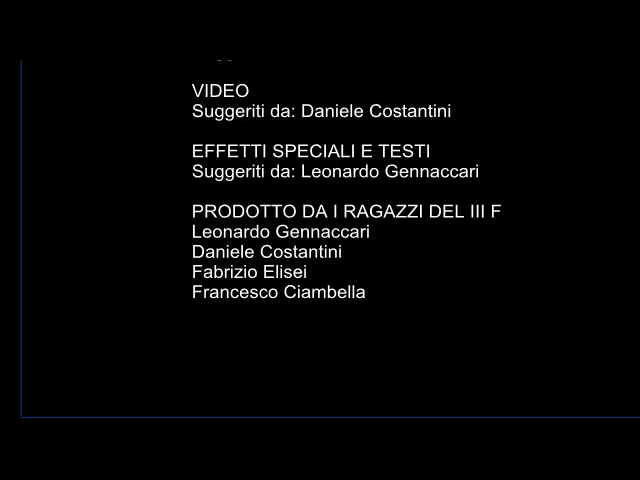 VIDEO
Suggeriti da: Daniele Costantini
EFFETTI SPECIALI E TESTI
Suggeriti da: Leonardo Gennaccari
PRODOTTO DA I RAGAZZI DEL III F
Leonardo Gennaccari
Daniele Costantini
Fabrizio Elisei
Francesco Ciambella